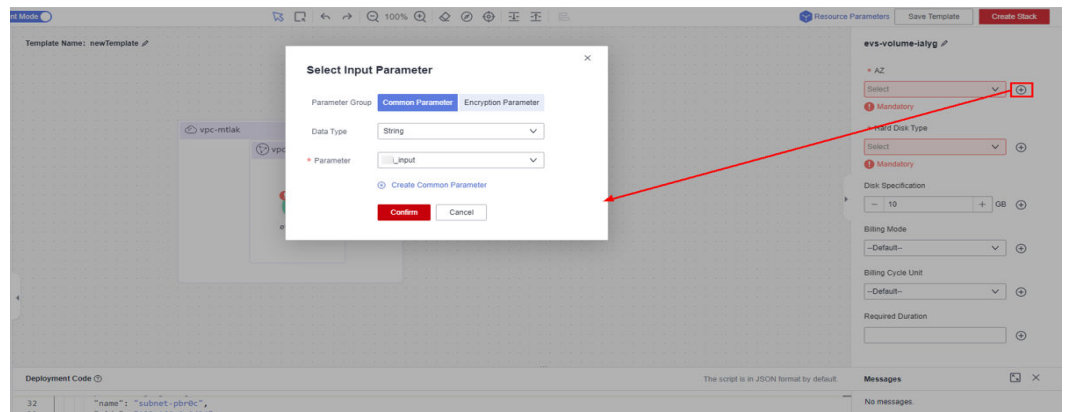 nt Mode
100%
Resource Parameters
Save Template
Create Stack
Template Name: newTemplate
evs-volume-ialyg
Select Input Parameter
Parameter Group
Common Parameter
Encryption Parameter
Data Type
String
* Parameter
_input
Create Common Parameter
Confirm
Cancel
vpc-mtlak
vpc
* AZ
Select
Mandatory
* Hard Disk Type
Select
Mandatory
Disk Specification
10
GB
Billing Mode
--Default--
Billing Cycle Unit
--Default--
Required Duration
Deployment Code
The script is in JSON format by default.
Messages
32 "name": "subnet-pbr0c",
No messages.